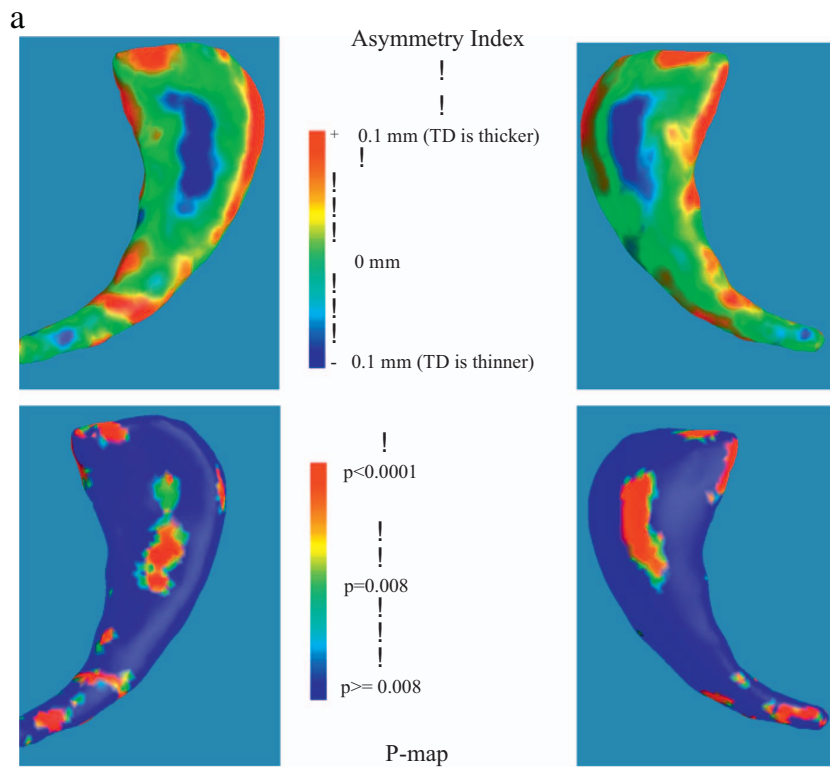 a
Asymmetry Index
!
!
+ 0.1 mm (TD is thicker)
!
!
!
!
!
0 mm
!
!
!
!
- 0.1 mm (TD is thinner)
!
p<0.0001
!
!
p=0.008
!
!
!
p>= 0.008
P-map